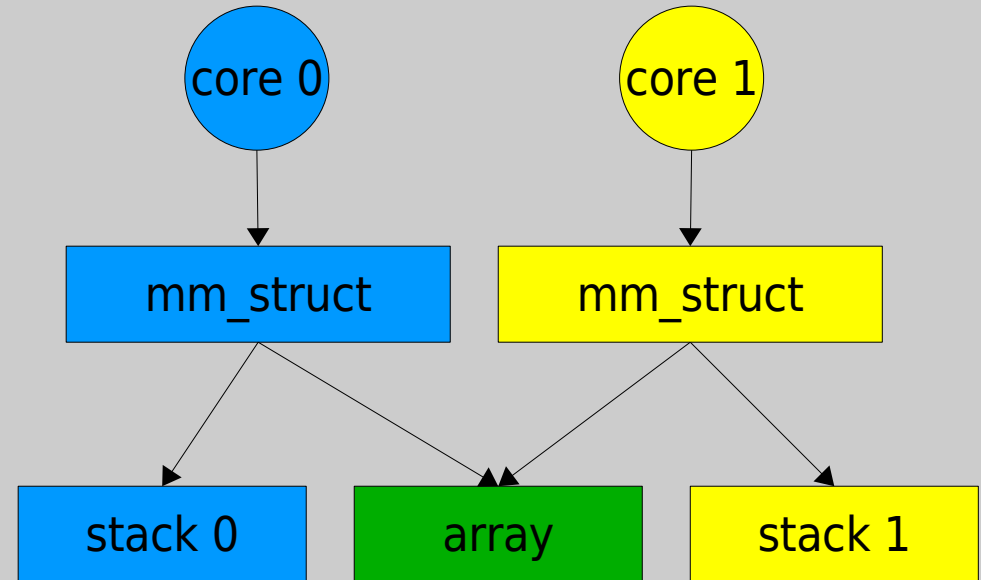 core 0
core 1
mm_struct
mm_struct
stack 0
array
stack 1